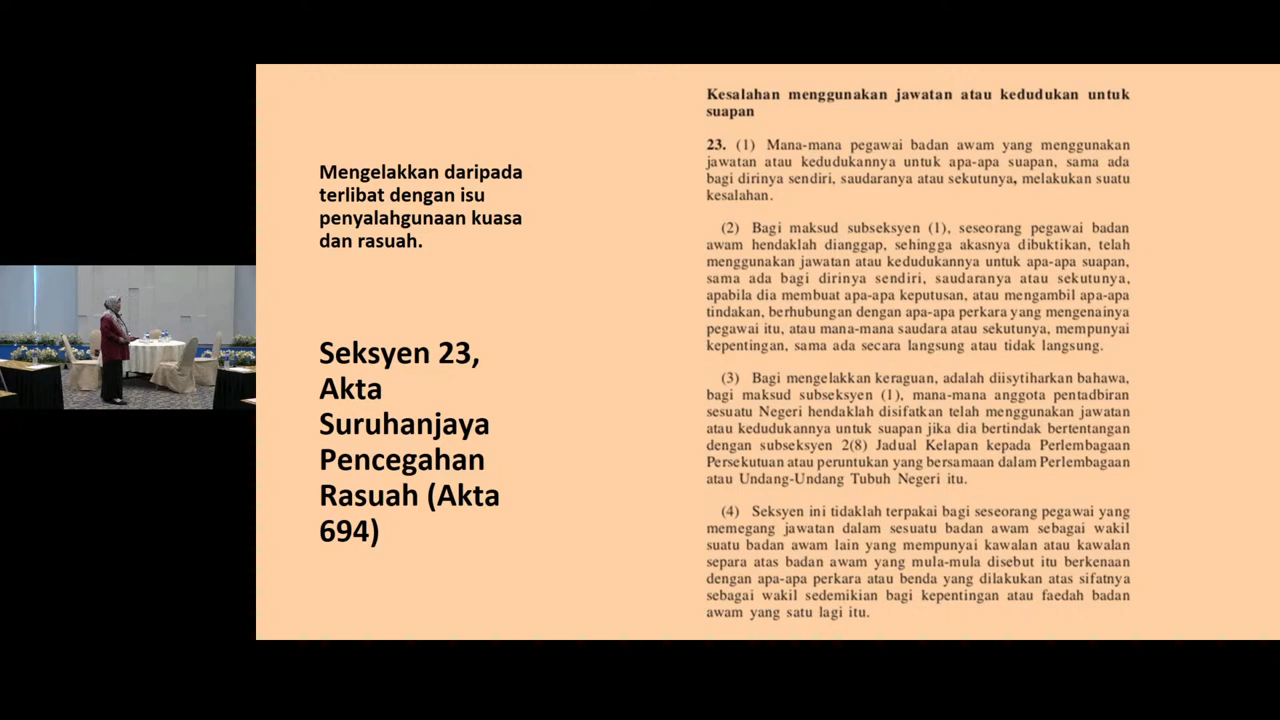 Mengelakkan daripada
terlibat dengan isu
penyalahgunaan kuasa
dan rasuah.
Seksyen 23,
Akta
Suruhanjaya
Pencegahan
Rasuah (Akta
694)
Kesalahan menggunakan jawatan atau kedudukan untuk
suapan
23. (1) Mana-mana pegawai badan awam yang menggunakan
jawatan atau kedudukannya untuk apa-apa suapan, sama ada
bagi dirinya sendiri, saudaranya atau sekutunya, melakukan suatu
kesalahan.
(2) Bagi maksud subseksyen (1), seseorang pegawai badan
awam hendaklah dianggap, sehingga akasnya dibuktikan, telah
menggunakan jawatan atau kedudukannya untuk apa-apa suapan,
sama ada bagi dirinya sendiri, saudaranya atau sekutunya,
apabila dia membuat apa-apa keputusan, atau mengambil apa-apa
tindakan, berhubungan dengan apa-apa perkara yang mengenainya
pegawai itu, atau mana-mana saudara atau sekutunya, mempunyai
kepentingan, sama ada secara langsung atau tidak langsung.
(3) Bagi mengelakkan keraguan, adalah diisytiharkan bahawa,
bagi maksud subseksyen (1), mana-mana anggota pentadbiran
sesuatu Negeri hendaklah disifatkan telah menggunakan jawatan
atau kedudukannya untuk suapan jika dia bertindak bertentangan
dengan subseksyen 2(8) Jadual Kelapan kepada Perlembagaan
Persekutuan atau peruntukan yang bersamaan dalam Perlembagaan
atau Undang-Undang Tubuh Negeri itu.
(4) Seksyen ini tidaklah terpakai bagi seseorang pegawai yang
memegang jawatan dalam sesuatu badan awam sebagai wakil
suatu badan awam lain yang mempunyai kawalan atau kawalan
separa atas badan awam yang mula-mula disebut itu berkenaan
dengan apa-apa perkara atau benda yang dilakukan atas sifatnya
sebagai wakil sedemikian bagi kepentingan atau faedah badan
awam yang satu lagi itu.